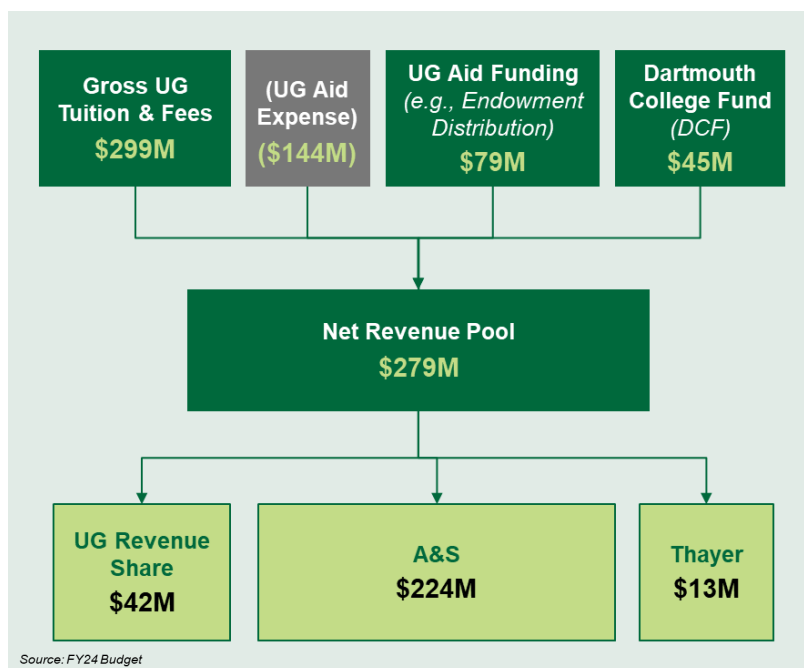 Gross UG
Tuition & Fees
$299M
(UG Aid
Expense)
($144M)
UG Aid Funding
(e.g., Endowment
Distribution)
$79M
Dartmouth
College Fund
(DCF)
$45M
Net Revenue Pool
$279M
UG Revenue
Share
$42M
A&S
$224M
Thayer
$13M
Source: FY24 Budget